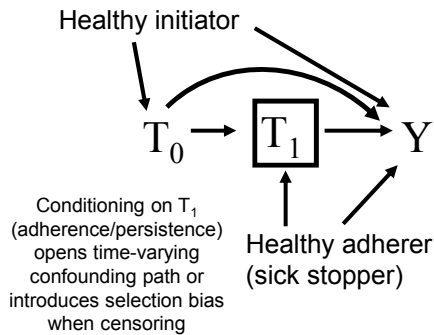 Healthy initiator
T₀
T₁
Y
Conditioning on T₁
(adherence/persistence)
opens time-varying
confounding path or
introduces selection bias
when censoring
Healthy adherer
(sick stopper)